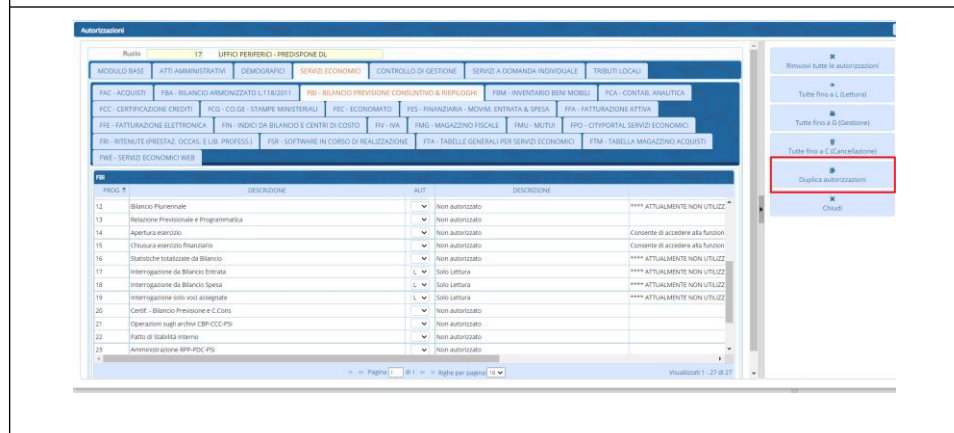 Autorizzazioni
Ruolo 17 UFFICI PERIFERICI - PREDISPONE DL
MODULO BASE ATTI AMMINISTRATIVI DEMOGRAFICI SERVIZI ECONOMICI CONTROLLO DI GESTIONE SERVIZI A DOMANDA INDIVIDUALE TRIBUTI LOCALI
FAC - ACQUISTI FBA - BILANCIO ARMONIZZATO L.118/2011 FBI - BILANCIO PREVISIONE CONSUNTIVO & RIEPILOGHI FBM - INVENTARIO BENI MOBILI FCA - CONTAB. ANALITICA
FCC - CERTIFICAZIONE CREDITI FCG - CO.GE - STAMPE MINISTERIALI FEC - ECONOMATO FES - FINANZIARIA - MOVIM. ENTRATA & SPESA FFA - FATTURAZIONE ATTIVA
FFE - FATTURAZIONE ELETTRONICA FIN - INDICI DA BILANCIO E CENTRI DI COSTO FIV - IVA FMG - MAGAZZINO FISCALE FMU - MUTUI FPO - CITYPORTAL SERVIZI ECONOMICI
FRI - RITENUTE (PRESTAZ. OCCAS. E LIB. PROFESS.) FSR - SOFTWARE IN CORSO DI REALIZZAZIONE FTA - TABELLE GENERALI PER SERVIZI ECONOMICI FTM - TABELLA MAGAZZINO ACQUISTI
FWE - SERVIZI ECONOMICI WEB
FBI
PROG DESCRIZIONE AUT DESCRIZIONE
12 Bilancio Pluriennale Non autorizzato **** ATTUALMENTE NON UTILIZZ
13 Relazione Previsionale e Programmatica Non autorizzato
14 Apertura esercizio Non autorizzato Consente di accedere alla funzion
15 Chiusura esercizio finanziario Non autorizzato Consente di accedere alla funzion
16 Statistiche totalizzate da Bilancio Non autorizzato **** ATTUALMENTE NON UTILIZZ
17 Interrogazione da Bilancio Entrata L Solo Lettura **** ATTUALMENTE NON UTILIZZ
18 Interrogazione da Bilancio Spesa L Solo Lettura **** ATTUALMENTE NON UTILIZZ
19 Interrogazione solo voci assegnate L Solo Lettura **** ATTUALMENTE NON UTILIZZ
20 Certif. - Bilancio Previsione e C.Cons Non autorizzato
21 Operazioni sugli archivi CBP-CCC-PSI Non autorizzato
22 Patto di Stabilità Interno Non autorizzato
23 Amministrazione RPP-PDC-PSI Non autorizzato
Pagina 1 di 1 Righe per pagina 10 Visualizzati 1 - 27 di 27
Rimuovi tutte le autorizzazioni
Tutte fino a L (Lettura)
Tutte fino a G (Gestione)
Tutte fino a C (Cancellazione)
Duplica autorizzazioni
Chiudi